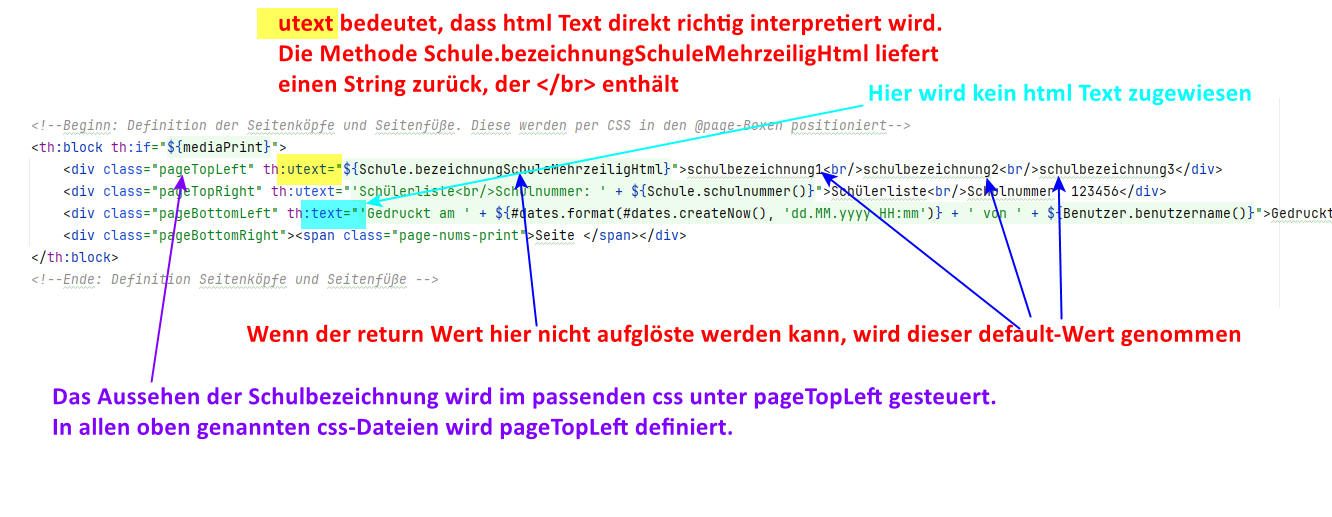 utext bedeutet, dass html Text direkt richtig interpretiert wird.
Die Methode Schule.bezeichnungSchuleMehrzeiligHtml liefert
einen String zurück, der </br> enthält
Hier wird kein html Text zugewiesen
<!--Beginn: Definition der Seitenköpfe und Seitenfüße. Diese werden per CSS in den @page-Boxen positioniert-->
<th:block th:if="${mediaPrint}">
<div class="pageTopLeft" th:utext="${Schule.bezeichnungSchuleMehrzeiligHtml}">schulbezeichnung1<br/>schulbezeichnung2<br/>schulbezeichnung3</div>
<div class="pageTopRight" th:utext="'Schülerliste<br/>Schulnummer: ' + ${Schule.schulnummer()}">Schülerliste<br/>Schulnummer: 123456</div>
<div class="pageBottomLeft" th:text="'Gedruckt am ' + ${#dates.format(#dates.createNow(), 'dd.MM.yyyy HH:mm')} + ' von ' + ${Benutzer.benutzername()}">Gedruckt
<div class="pageBottomRight"><span class="page-nums-print">Seite </span></div>
</th:block>
<!--Ende: Definition Seitenköpfe und Seitenfüße -->
Wenn der return Wert hier nicht aufglöste werden kann, wird dieser default-Wert genommen
Das Aussehen der Schulbezeichnung wird im passenden css unter pageTopLeft gesteuert.
In allen oben genannten css-Dateien wird pageTopLeft definiert.